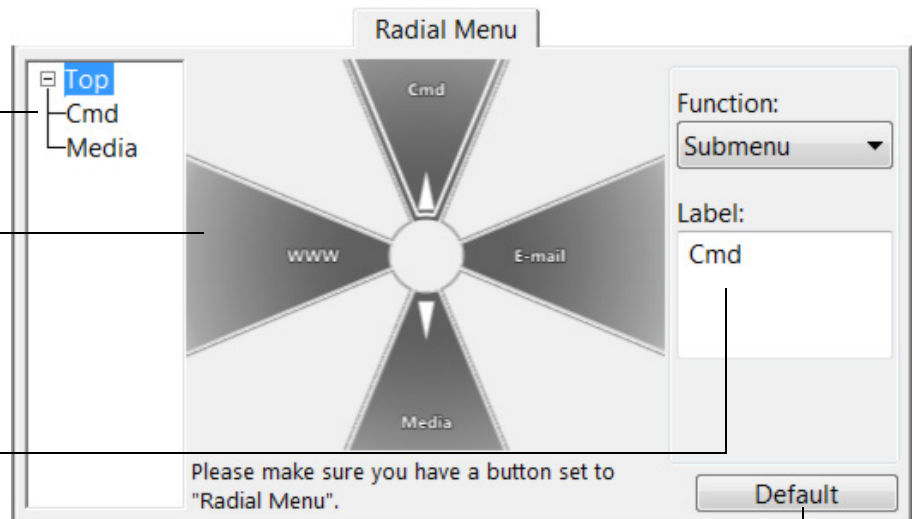 Radial Menu
Top
Cmd
Media
Cmd
WWW
E-mail
Media
Please make sure you have a button set to
"Radial Menu".
Function:
Submenu
Label:
Cmd
Default